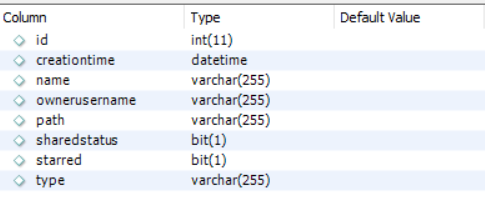 Column Type Default Value
id int(11)
creationtime datetime
name varchar(255)
ownerusername varchar(255)
path varchar(255)
sharedstatus bit(1)
starred bit(1)
type varchar(255)